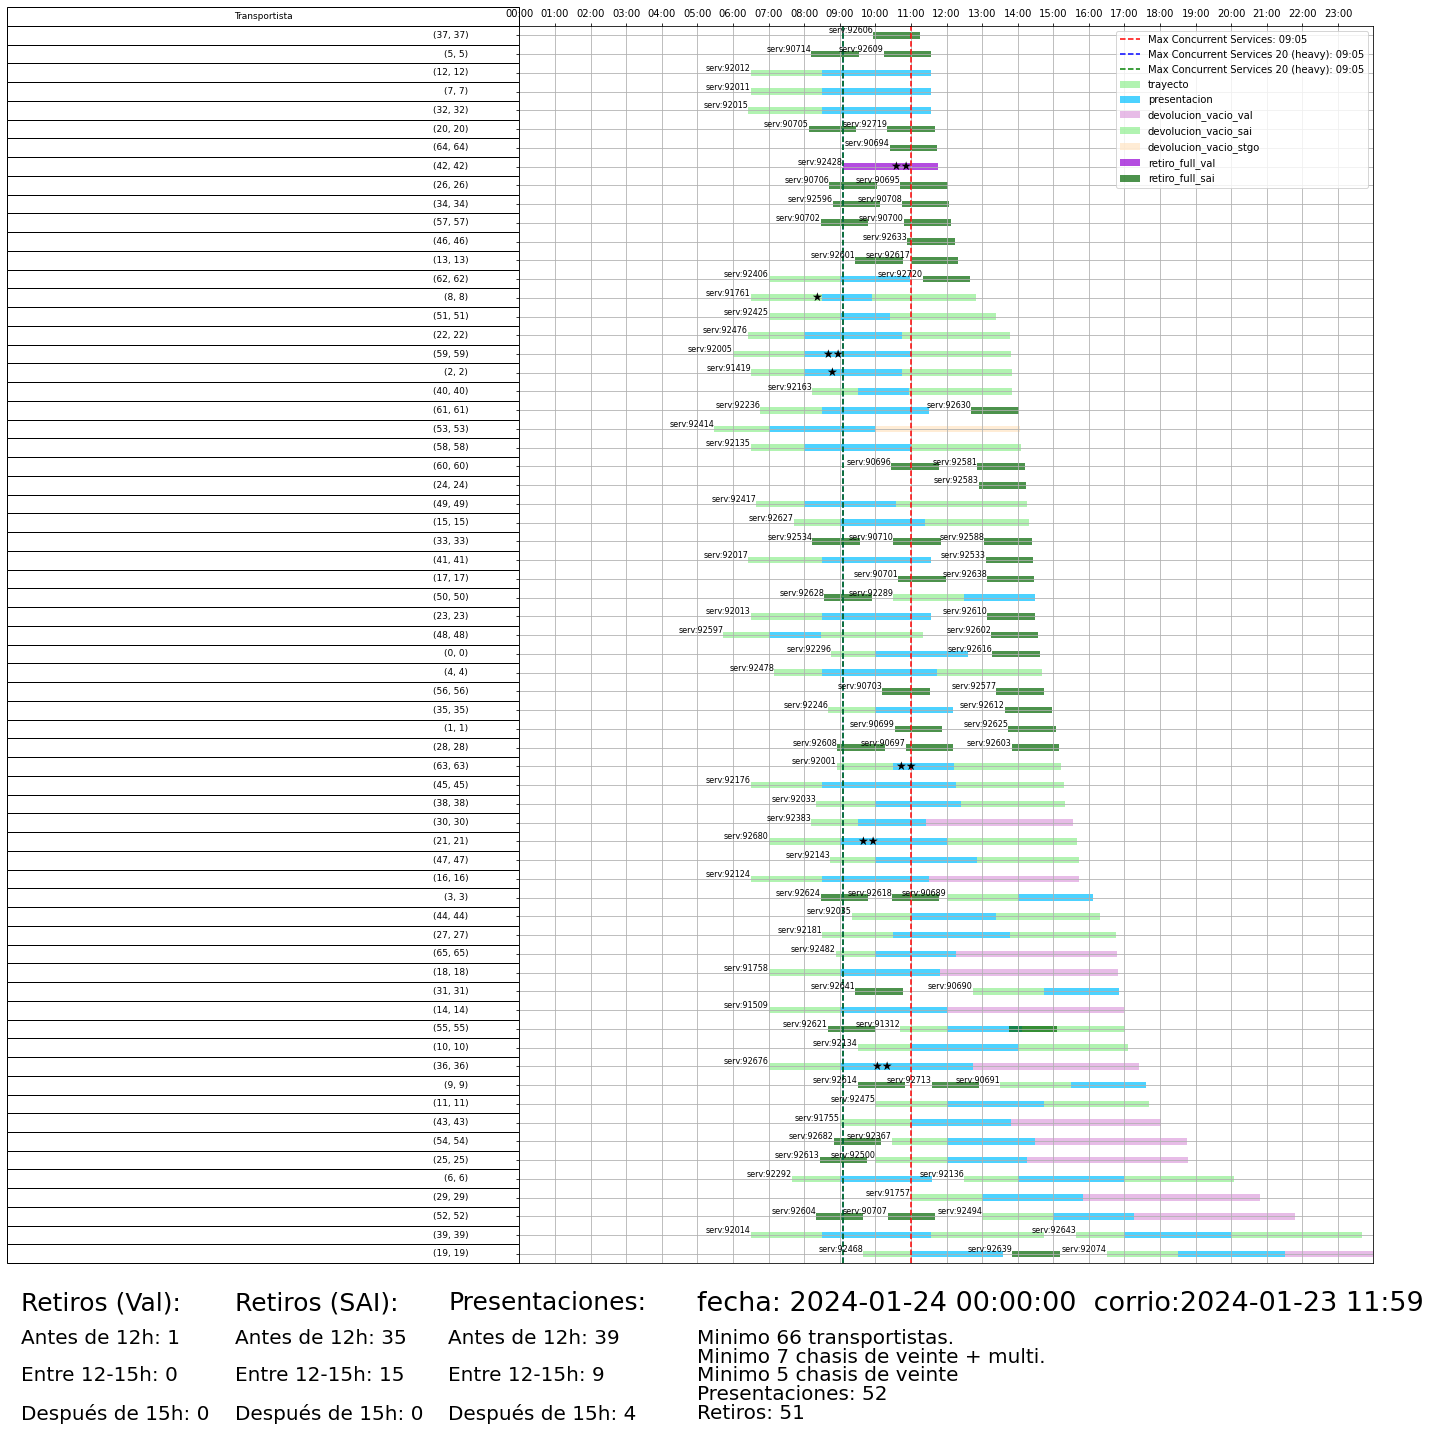 Transportista
00:00 01:00 02:00 03:00 04:00 05:00 06:00 07:00 08:00 09:00 10:00 11:00 12:00 13:00 14:00 15:00 16:00 17:00 18:00 19:00 20:00 21:00 22:00 23:00
Max Concurrent Services: 09:05
Max Concurrent Services 20 (heavy): 09:05
Max Concurrent Services 20 (heavy): 09:05
trayecto
presentacion
devolucion_vacio_val
devolucion_vacio_sai
devolucion_vacio_stgo
retiro_full_val
retiro_full_sai
(37, 37) serv:92606
(5, 5) serv:90714 serv:92609
(12, 12) serv:92012
(7, 7) serv:92011
(32, 32) serv:92015
(20, 20) serv:90705 serv:92719
(64, 64) serv:90694
(42, 42) serv:92428
(26, 26) serv:90706 serv:90695
(34, 34) serv:92596 serv:90708
(57, 57) serv:90702 serv:90700
(46, 46) serv:92633
(13, 13) serv:92601 serv:92617
(62, 62) serv:92406 serv:92720
(8, 8) serv:91761
(51, 51) serv:92425
(22, 22) serv:92476
(59, 59) serv:92005
(2, 2) serv:91419
(40, 40) serv:92163
(61, 61) serv:92236 serv:92630
(53, 53) serv:92414
(58, 58) serv:92135
(60, 60) serv:90696 serv:92581
(24, 24) serv:92583
(49, 49) serv:92417
(15, 15) serv:92627
(33, 33) serv:92534 serv:90710 serv:92588
(41, 41) serv:92017 serv:92533
(17, 17) serv:90701 serv:92638
(50, 50) serv:92628 serv:92289
(23, 23) serv:92013 serv:92610
(48, 48) serv:92597 serv:92602
(0, 0) serv:92296 serv:92616
(4, 4) serv:92478
(56, 56) serv:90703 serv:92577
(35, 35) serv:92246 serv:92612
(1, 1) serv:90699 serv:92625
(28, 28) serv:92608 serv:90697 serv:92603
(63, 63) serv:92001
(45, 45) serv:92176
(38, 38) serv:92033
(30, 30) serv:92383
(21, 21) serv:92680
(47, 47) serv:92143
(16, 16) serv:92124
(3, 3) serv:92624 serv:92618 serv:90689
(44, 44) serv:92035
(27, 27) serv:92181
(65, 65) serv:92482
(18, 18) serv:91758
(31, 31) serv:92641 serv:90690
(14, 14) serv:91509
(55, 55) serv:92621 serv:91312
(10, 10) serv:92134
(36, 36) serv:92676
(9, 9) serv:92614 serv:92713 serv:90691
(11, 11) serv:92475
(43, 43) serv:91755
(54, 54) serv:92682 serv:92367
(25, 25) serv:92613 serv:92500
(6, 6) serv:92292 serv:92136
(29, 29) serv:91757
(52, 52) serv:92604 serv:90707 serv:92494
(39, 39) serv:92014 serv:92643
(19, 19) serv:92468 serv:92639 serv:92074
Retiros (Val):
Antes de 12h: 1
Entre 12-15h: 0
Después de 15h: 0
Retiros (SAI):
Antes de 12h: 35
Entre 12-15h: 15
Después de 15h: 0
Presentaciones:
Antes de 12h: 39
Entre 12-15h: 9
Después de 15h: 4
fecha: 2024-01-24 00:00:00 corrio:2024-01-23 11:59
Minimo 66 transportistas.
Minimo 7 chasis de veinte + multi.
Minimo 5 chasis de veinte
Presentaciones: 52
Retiros: 51